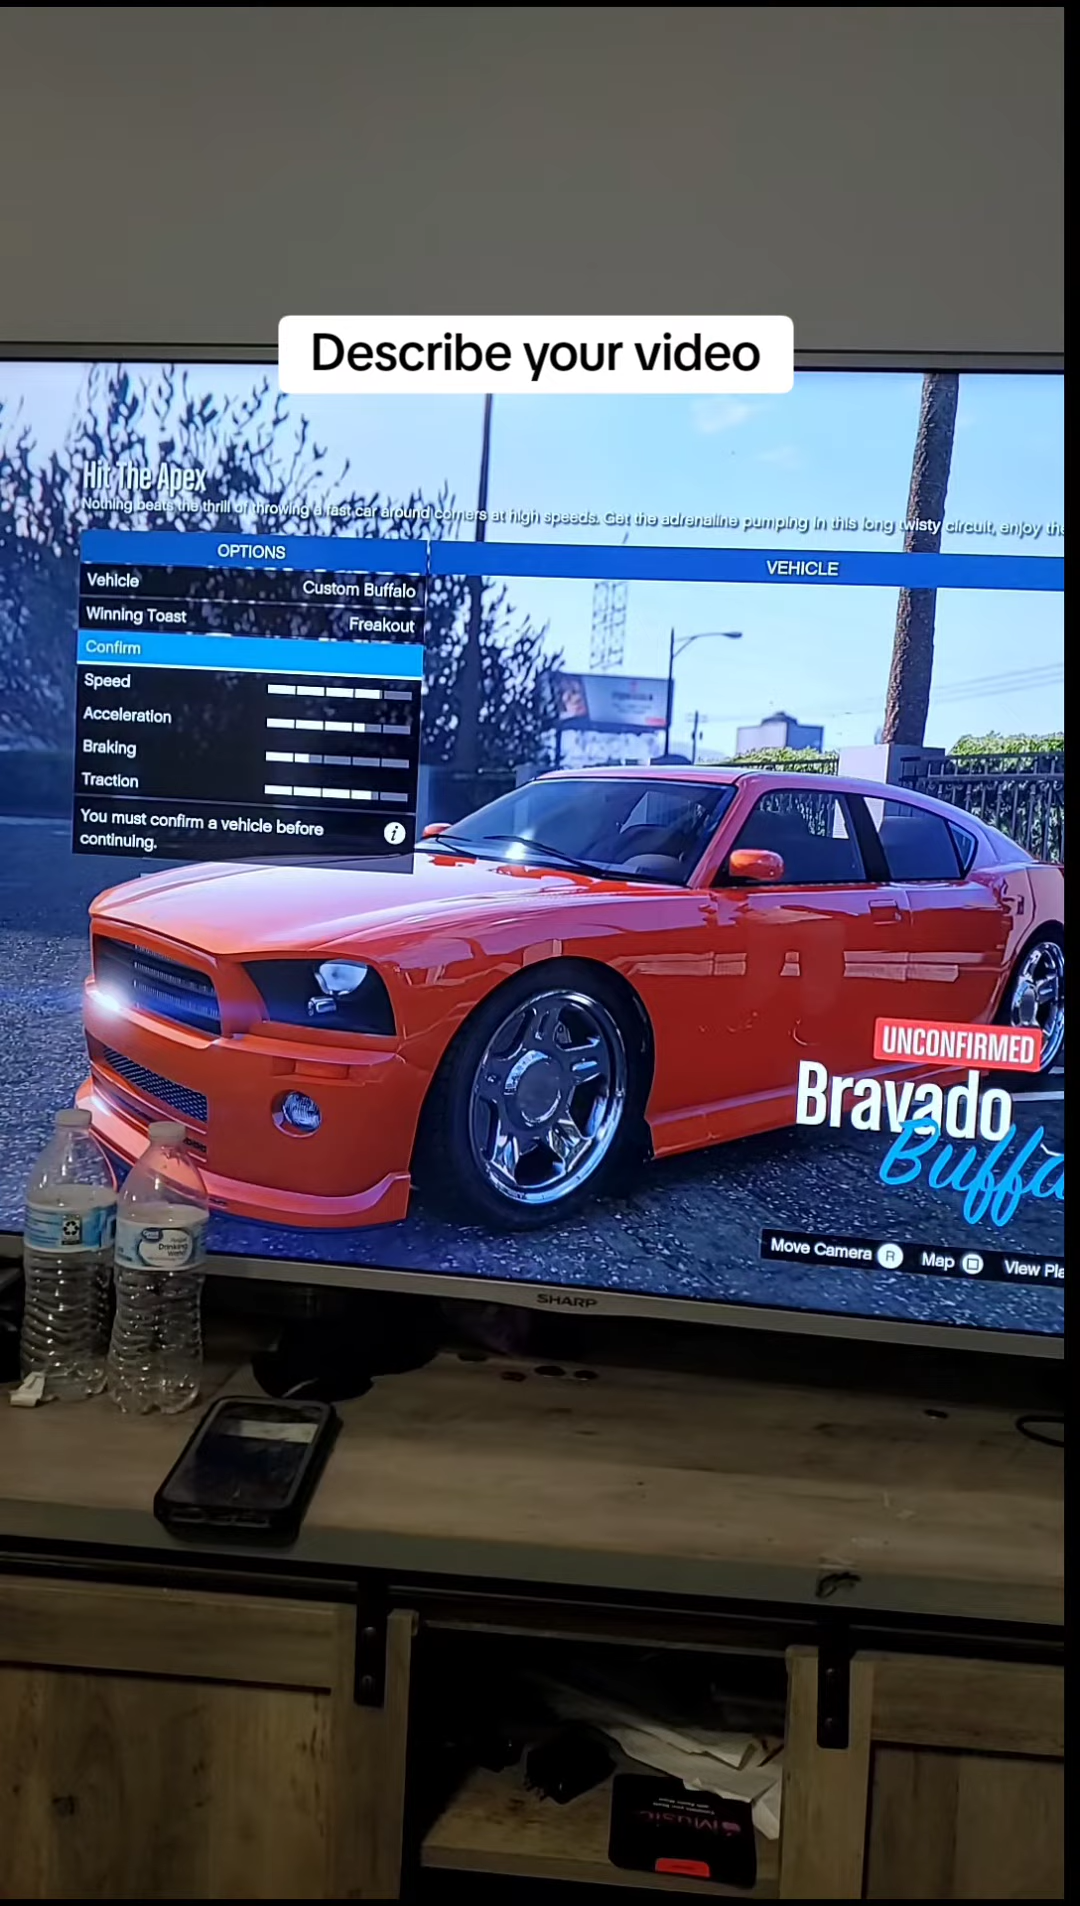 Describe your video
Hit The Apex
Nothing beats the thrill of throwing a fast car around corners at high speeds. Get the adrenaline pumping in this long twisty circuit, enjoy
OPTIONS
VEHICLE
Vehicle Custom Buffalo
Winning Toast Freakout
Confirm
Speed
Acceleration
Braking
Traction
You must confirm a vehicle before
continuing.
UNCONFIRMED
Bravado
Buffa
Move Camera R Map View Pla
Drinking
Water
SHARP
Music